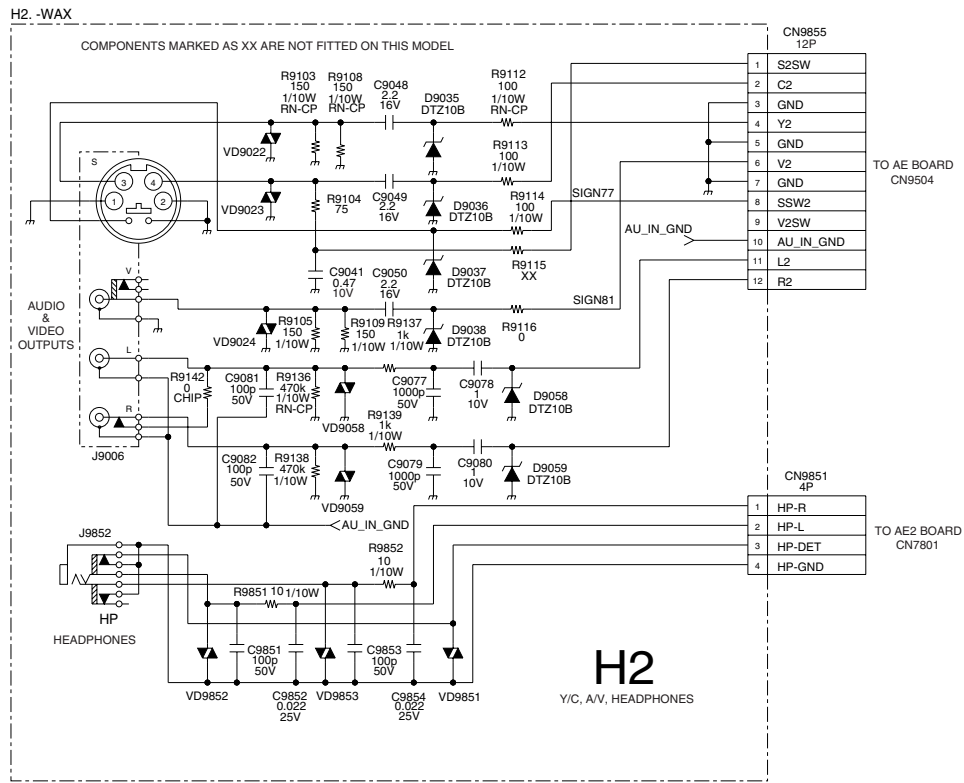 H2. -WAX
COMPONENTS MARKED AS XX ARE NOT FITTED ON THIS MODEL
CN9855
12P
1 S2SW
2 C2
3 GND
4 Y2
5 GND
6 V2
7 GND
8 SSW2
9 V2SW
10 AU_IN_GND
11 L2
12 R2
TO AE BOARD
CN9504
R9103
150
1/10W
RN-CP
R9108
150
1/10W
RN-CP
C9048
2.2
16V
D9035
DTZ10B
R9112
100
1/10W
RN-CP
VD9022
R9113
100
1/10W
S
3
4
1
2
VD9023
R9104
75
C9049
2.2
16V
D9036
DTZ10B
R9114
100
1/10W
SIGN77
AU_IN_GND
C9041
0.47
10V
C9050
2.2
16V
D9037
DTZ10B
R9115
XX
V
AUDIO
&
VIDEO
OUTPUTS
VD9024
R9105
150
1/10W
R9109
150
1/10W
R9137
1k
1/10W
D9038
DTZ10B
R9116
0
SIGN81
L
R9142
0
CHIP
C9081
100p
50V
R9136
470k
1/10W
RN-CP
VD9058
C9077
1000p
50V
C9078
1
10V
D9058
DTZ10B
R
R9139
1k
1/10W
J9006
C9082
100p
50V
R9138
470k
1/10W
VD9059
C9079
1000p
50V
C9080
1
10V
D9059
DTZ10B
AU_IN_GND
CN9851
4P
1 HP-R
2 HP-L
3 HP-DET
4 HP-GND
TO AE2 BOARD
CN7801
J9852
R9852
10
1/10W
R9851 10 1/10W
HP
HEADPHONES
C9851
100p
50V
C9853
100p
50V
VD9852
C9852
0.022
25V
VD9853
C9854
0.022
25V
VD9851
H2
Y/C, A/V, HEADPHONES